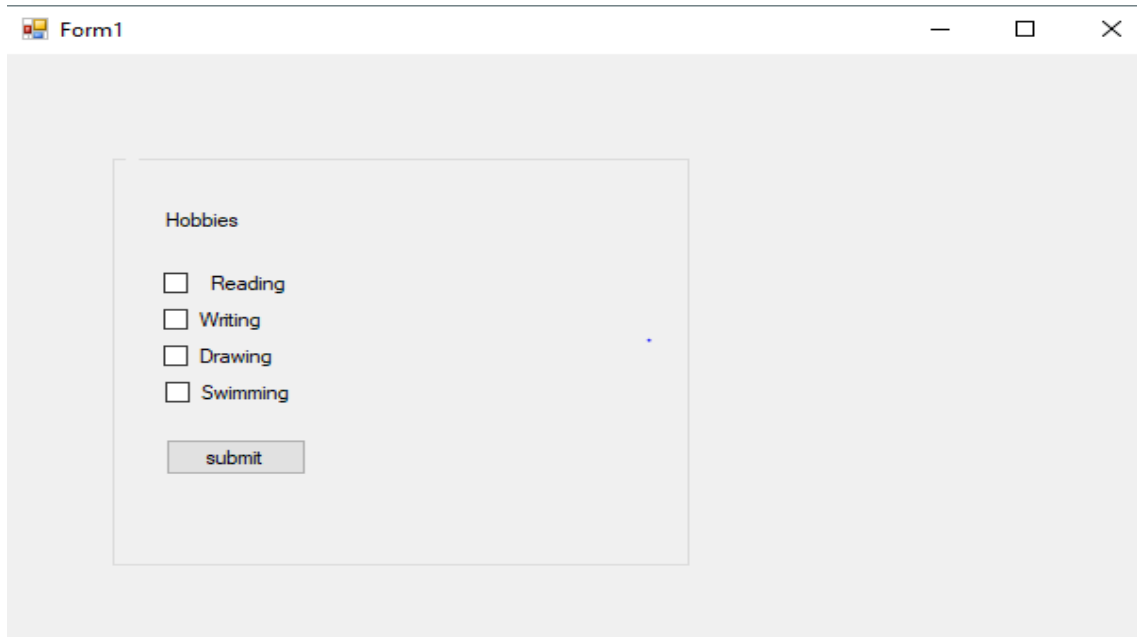 Form1
Hobbies
Reading
Writing
Drawing
Swimming
submit